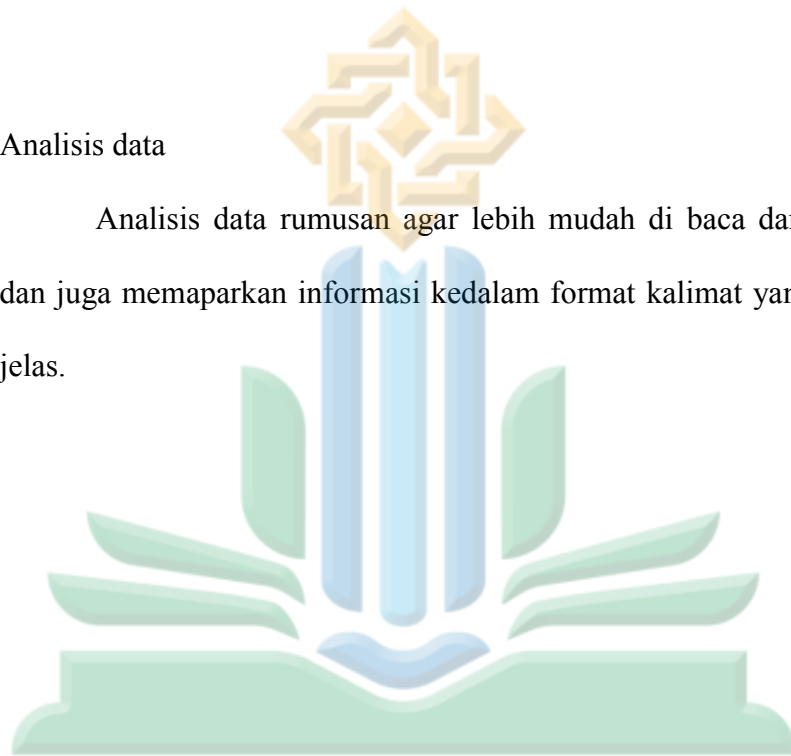 Analisis data
Analisis data rumusan agar lebih mudah di baca dan
dan juga memaparkan informasi kedalam format kalimat yan
jelas.